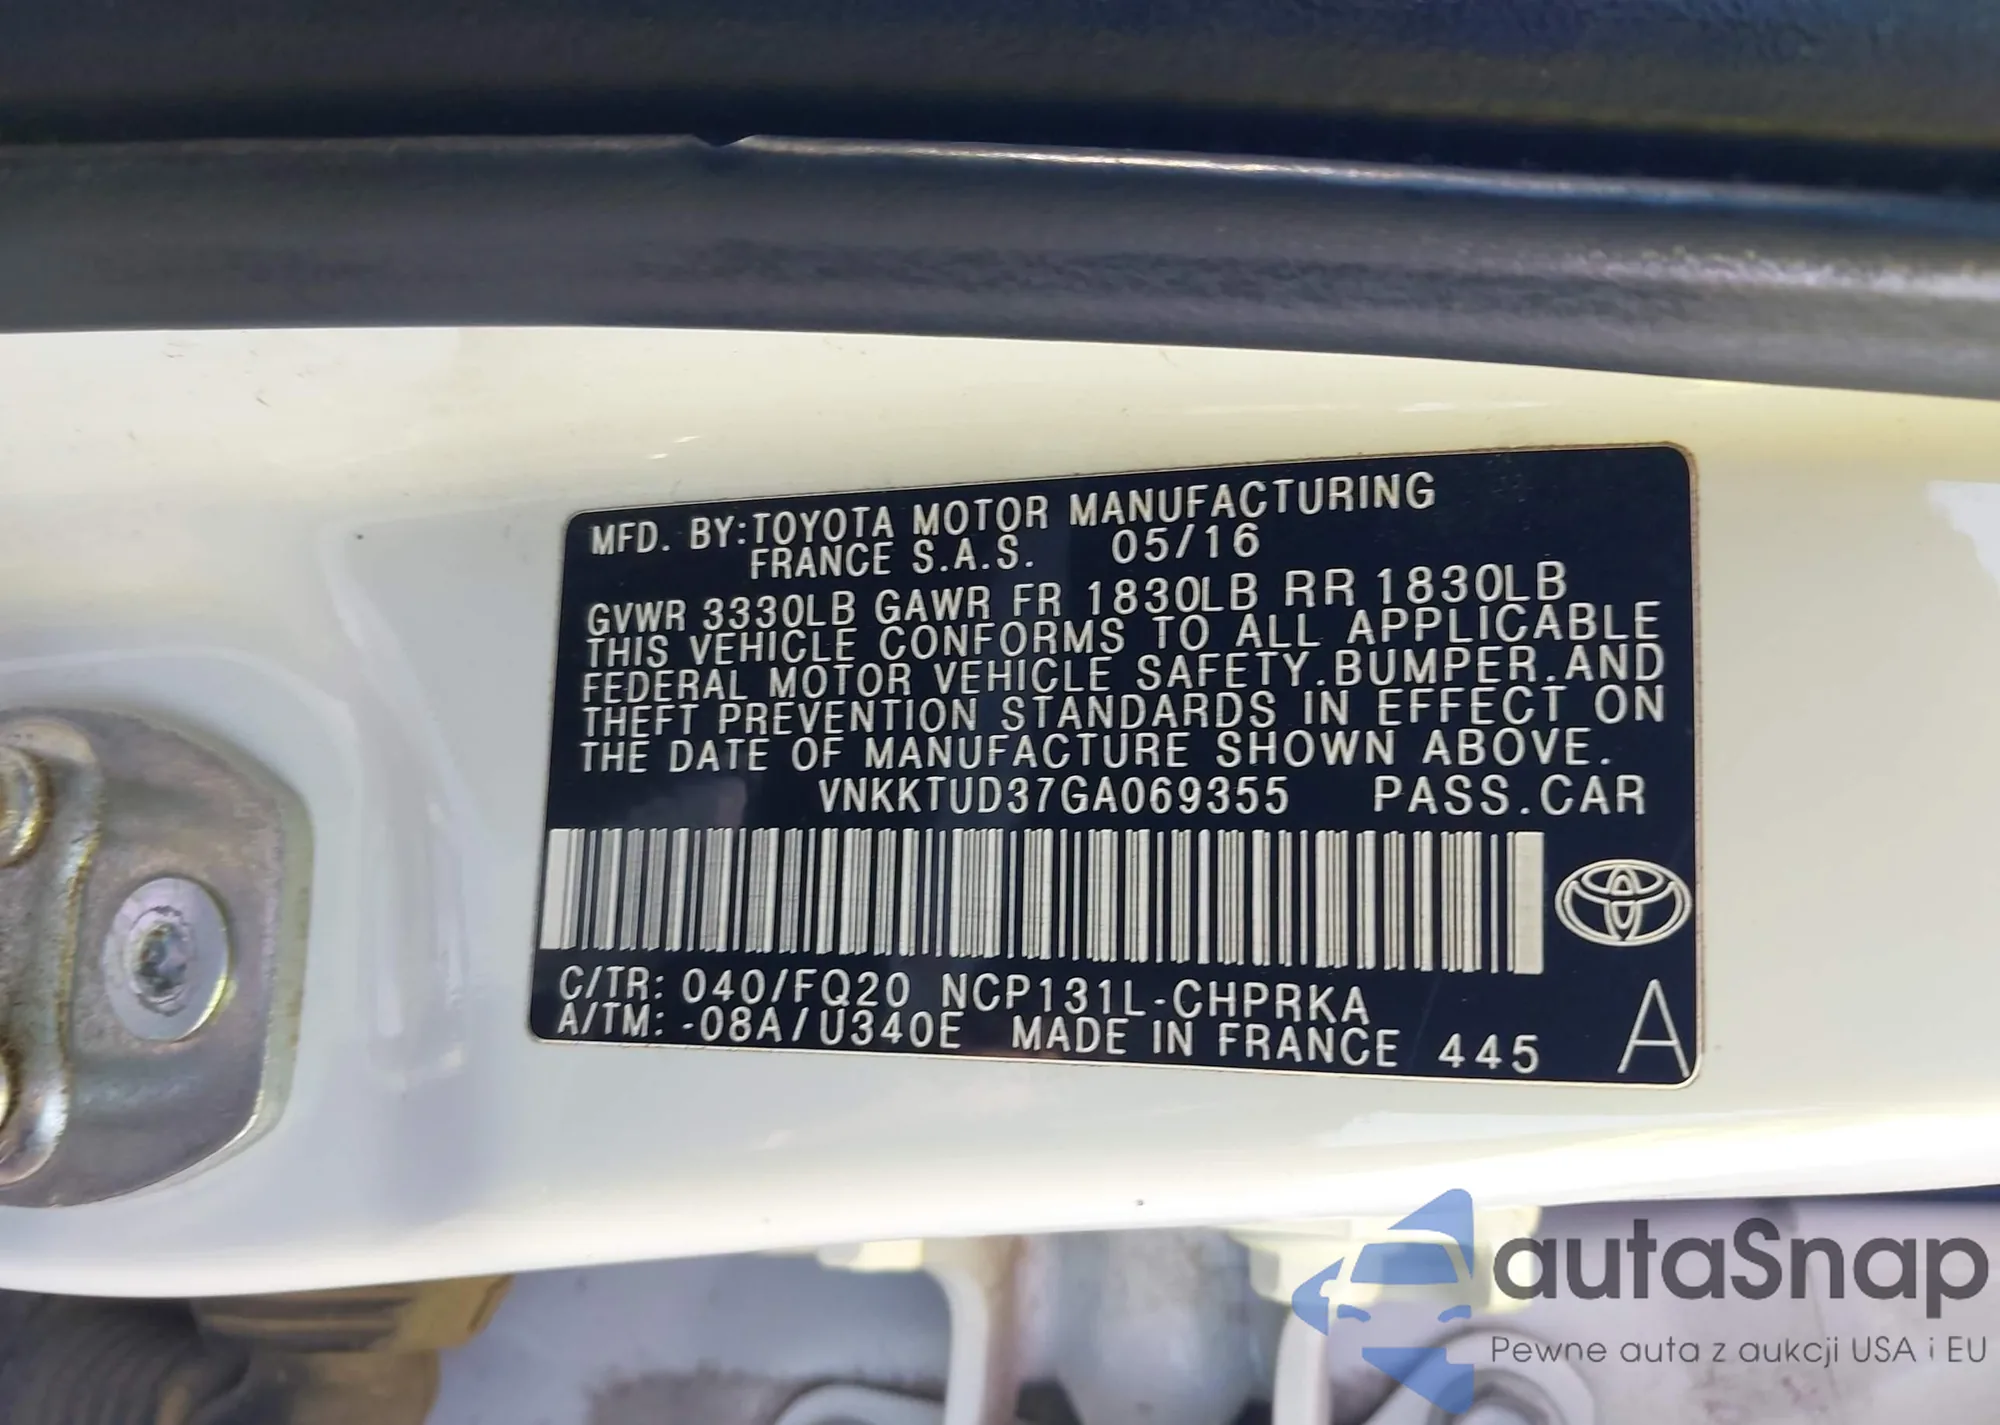 MFD. BY:TOYOTA MOTOR MANUFACTURING
FRANCE S.A.S. 05/16
GVWR 3330LB GAWR FR 1830LB RR 1830LB
THIS VEHICLE CONFORMS TO ALL APPLICABLE
FEDERAL MOTOR VEHICLE SAFETY.BUMPER.AND
THEFT PREVENTION STANDARDS IN EFFECT ON
THE DATE OF MANUFACTURE SHOWN ABOVE.
VNKKTUD37GA069355 PASS.CAR
C/TR: 040/FQ20 NCP131L-CHPRKA
A/TM: -08A/U340E MADE IN FRANCE 445 A
autaSnap
Pewne auta z aukcji USA i EU